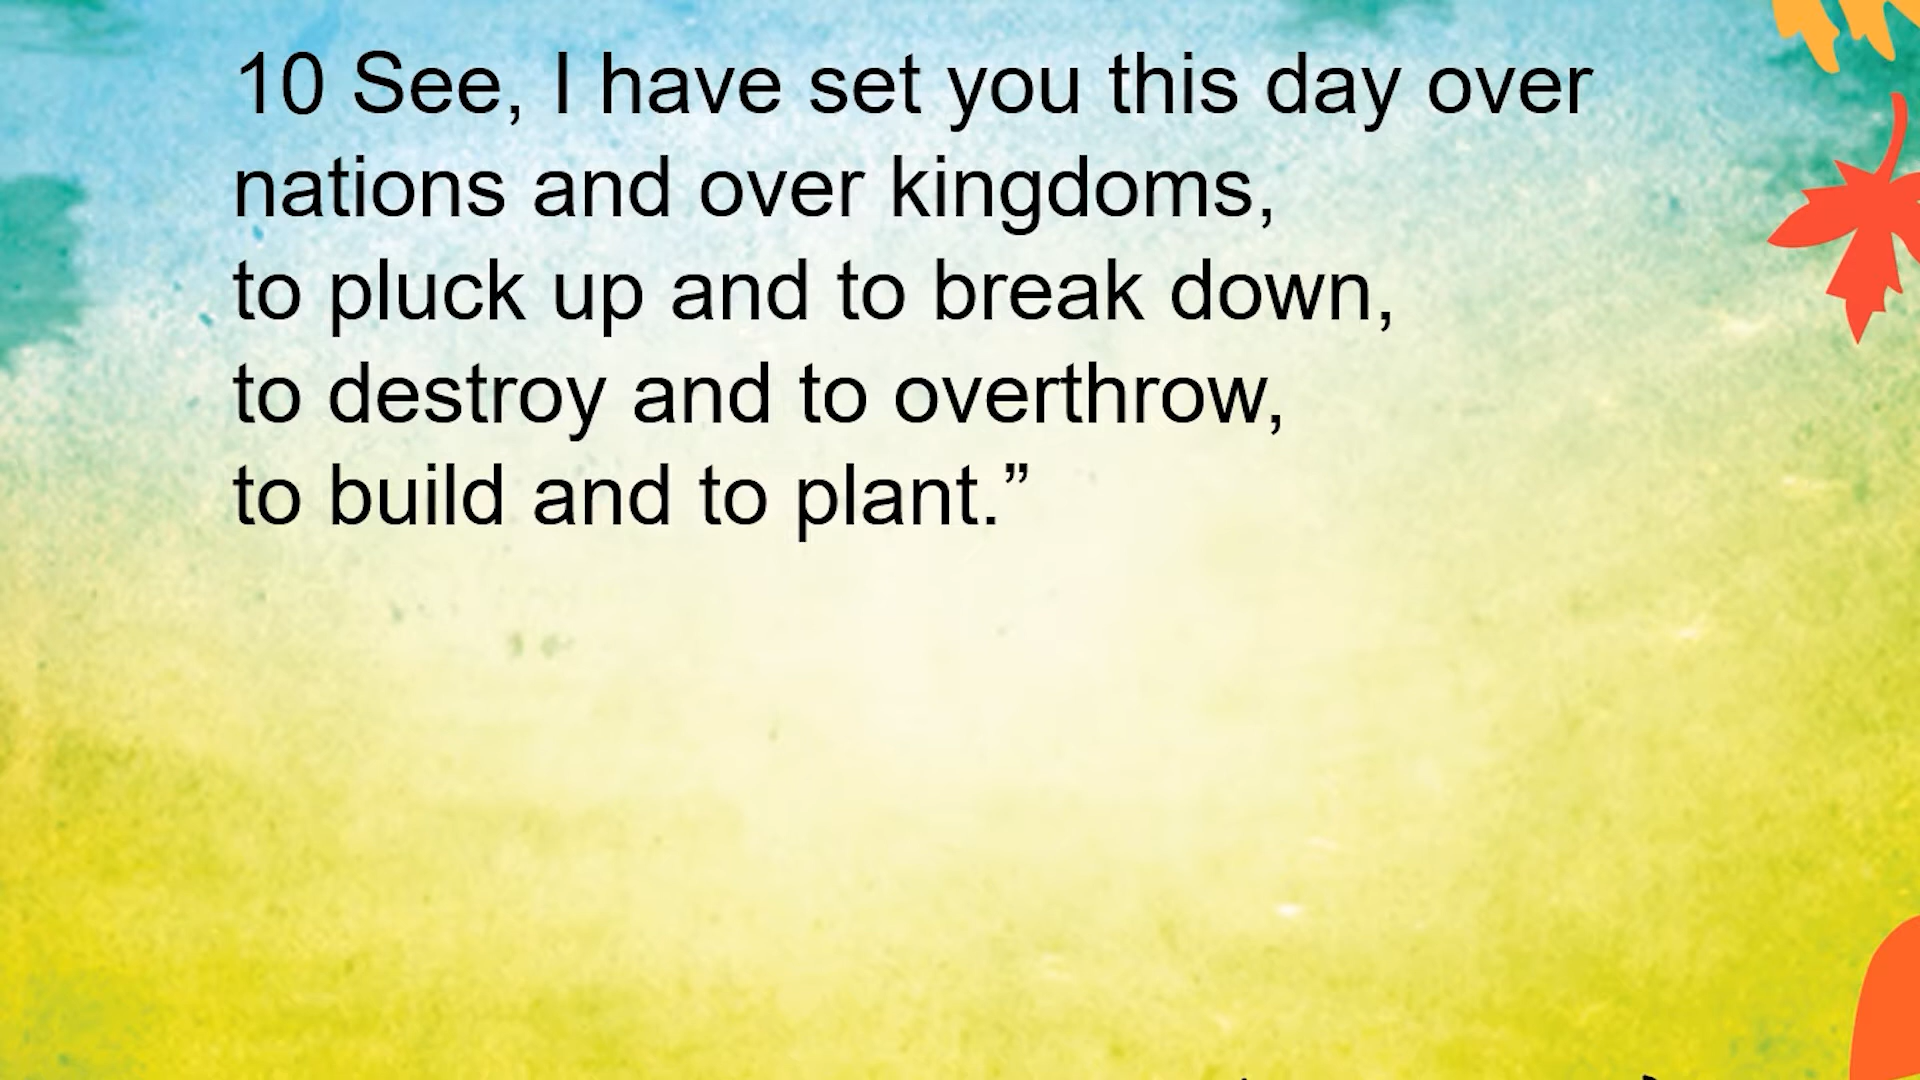 10 See, I have set you this day over
nations and over kingdoms,
to pluck up and to break down,
to destroy and to overthrow,
to build and to plant.”